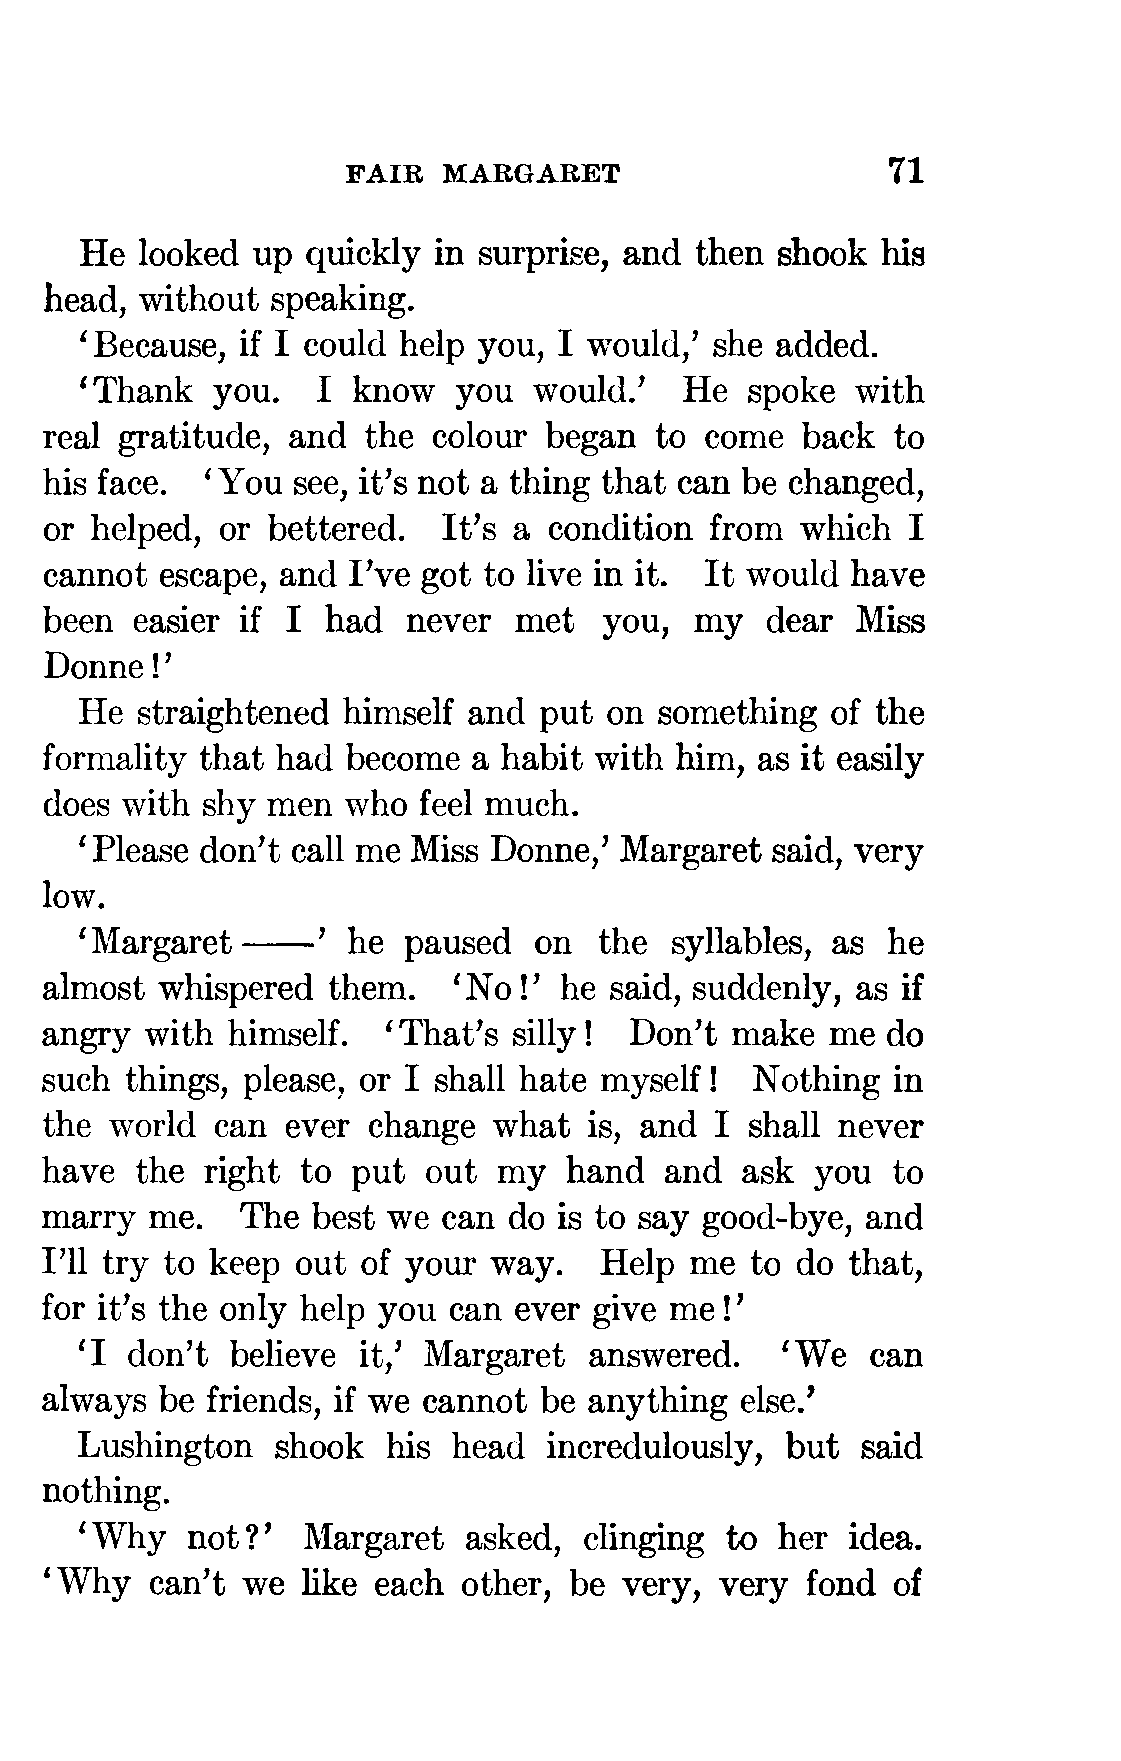 FAIR MARGARET 71
He looked up quickly in surprise, and then shook his
head, without speaking.
‘Because, if I could help you, I would,’ she added.
‘Thank you. I know you would.’ He spoke with
real gratitude, and the colour began to come back to
his face. ‘You see, it’s not a thing that can be changed,
or helped, or bettered. It’s a condition from which I
cannot escape, and I’ve got to live in it. It would have
been easier if I had never met you, my dear Miss
Donne!’
He straightened himself and put on something of the
formality that had become a habit with him, as it easily
does with shy men who feel much.
‘Please don’t call me Miss Donne,’ Margaret said, very
low.
‘Margaret ——’ he paused on the syllables, as he
almost whispered them. ‘No!’ he said, suddenly, as if
angry with himself. ‘That’s silly! Don’t make me do
such things, please, or I shall hate myself! Nothing in
the world can ever change what is, and I shall never
have the right to put out my hand and ask you to
marry me. The best we can do is to say good-bye, and
I’ll try to keep out of your way. Help me to do that,
for it’s the only help you can ever give me!’
‘I don’t believe it,’ Margaret answered. ‘We can
always be friends, if we cannot be anything else.’
Lushington shook his head incredulously, but said
nothing.
‘Why not?’ Margaret asked, clinging to her idea.
‘Why can’t we like each other, be very, very fond of